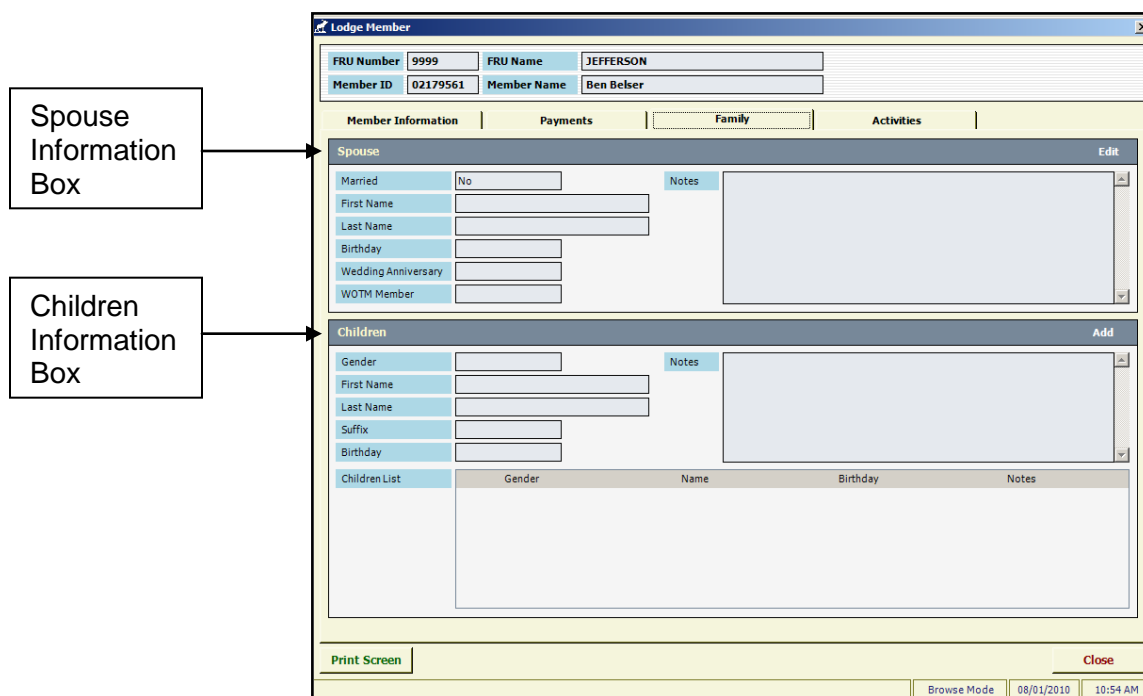 Lodge Member
FRU Number 9999 FRU Name JEFFERSON
Member ID 02179561 Member Name Ben Belser
Member Information Payments Family Activities
Spouse
Information
Box
Spouse Edit
Married No Notes
First Name
Last Name
Birthday
Wedding Anniversary
WOTM Member
Children
Information
Box
Children Add
Gender Notes
First Name
Last Name
Suffix
Birthday
Children List Gender Name Birthday Notes
Print Screen Close
Browse Mode 08/01/2010 10:54 AM